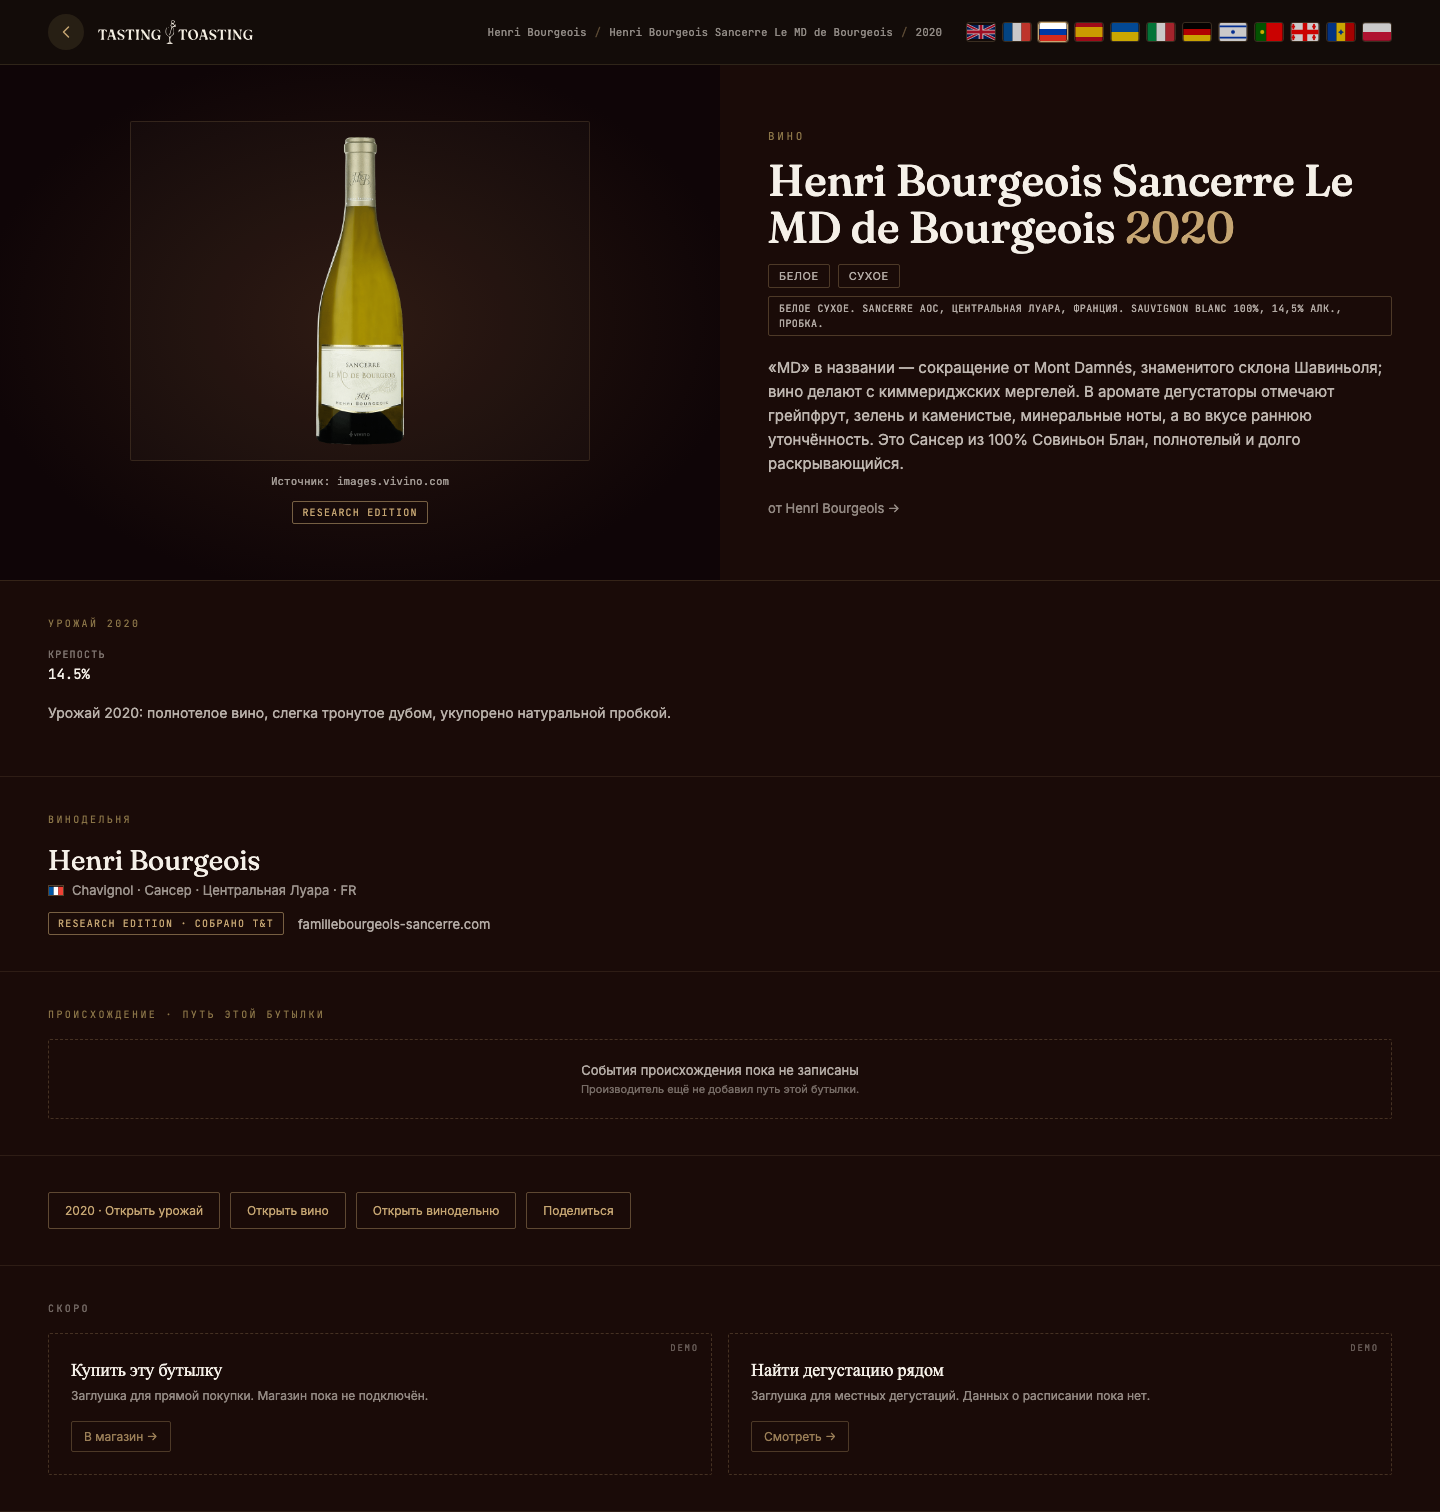 TASTING TOASTING
Henri Bourgeois / Henri Bourgeois Sancerre Le MD de Bourgeois / 2020
SANCERRE
Le MD de Bourgeois
HENRI BOURGEOIS
Источник: images.vivino.com
RESEARCH EDITION
ВИНО
Henri Bourgeois Sancerre Le
MD de Bourgeois 2020
БЕЛОЕ СУХОЕ
БЕЛОЕ СУХОЕ. SANCERRE AOC, ЦЕНТРАЛЬНАЯ ЛУАРА, ФРАНЦИЯ. SAUVIGNON BLANC 100%, 14,5% АЛК.,
ПРОБКА.
«MD» в названии — сокращение от Mont Damnés, знаменитого склона Шавиньоля;
вино делают с киммериджских мергелей. В аромате дегустаторы отмечают
грейпфрут, зелень и каменистые, минеральные ноты, а во вкусе раннюю
утончённость. Это Сансер из 100% Совиньон Блан, полнотелый и долго
раскрывающийся.
от Henri Bourgeois →
УРОЖАЙ 2020
КРЕПОСТЬ
14.5%
Урожай 2020: полнотелое вино, слегка тронутое дубом, укупорено натуральной пробкой.
ВИНОДЕЛЬНЯ
Henri Bourgeois
Chavignol · Сансер · Центральная Луара · FR
RESEARCH EDITION · СОБРАНО T&T famillebourgeois-sancerre.com
ПРОИСХОЖДЕНИЕ · ПУТЬ ЭТОЙ БУТЫЛКИ
События происхождения пока не записаны
Производитель ещё не добавил путь этой бутылки.
2020 · Открыть урожай Открыть вино Открыть винодельню Поделиться
СКОРО
DEMO
Купить эту бутылку
Заглушка для прямой покупки. Магазин пока не подключён.
В магазин →
DEMO
Найти дегустацию рядом
Заглушка для местных дегустаций. Данных о расписании пока нет.
Смотреть →